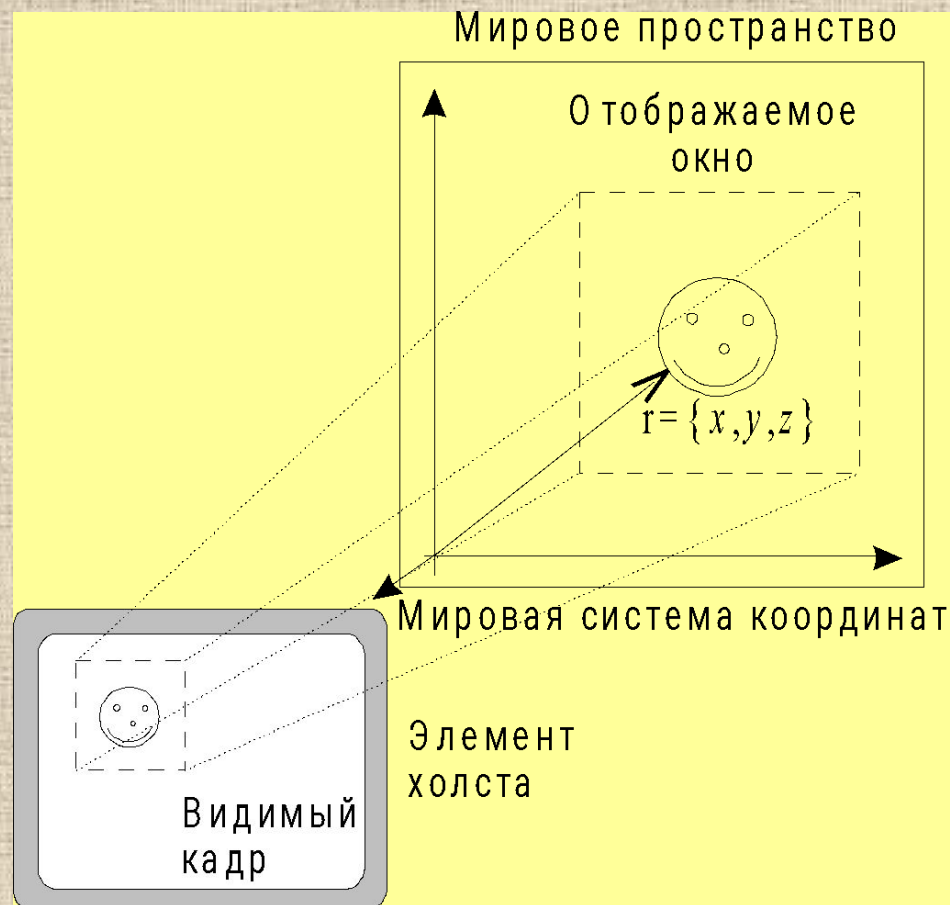 Мировое пространство
Отображаемое
окно
r={x,y,z}
Мировая система координат
Элемент
холста
Видимый
кадр